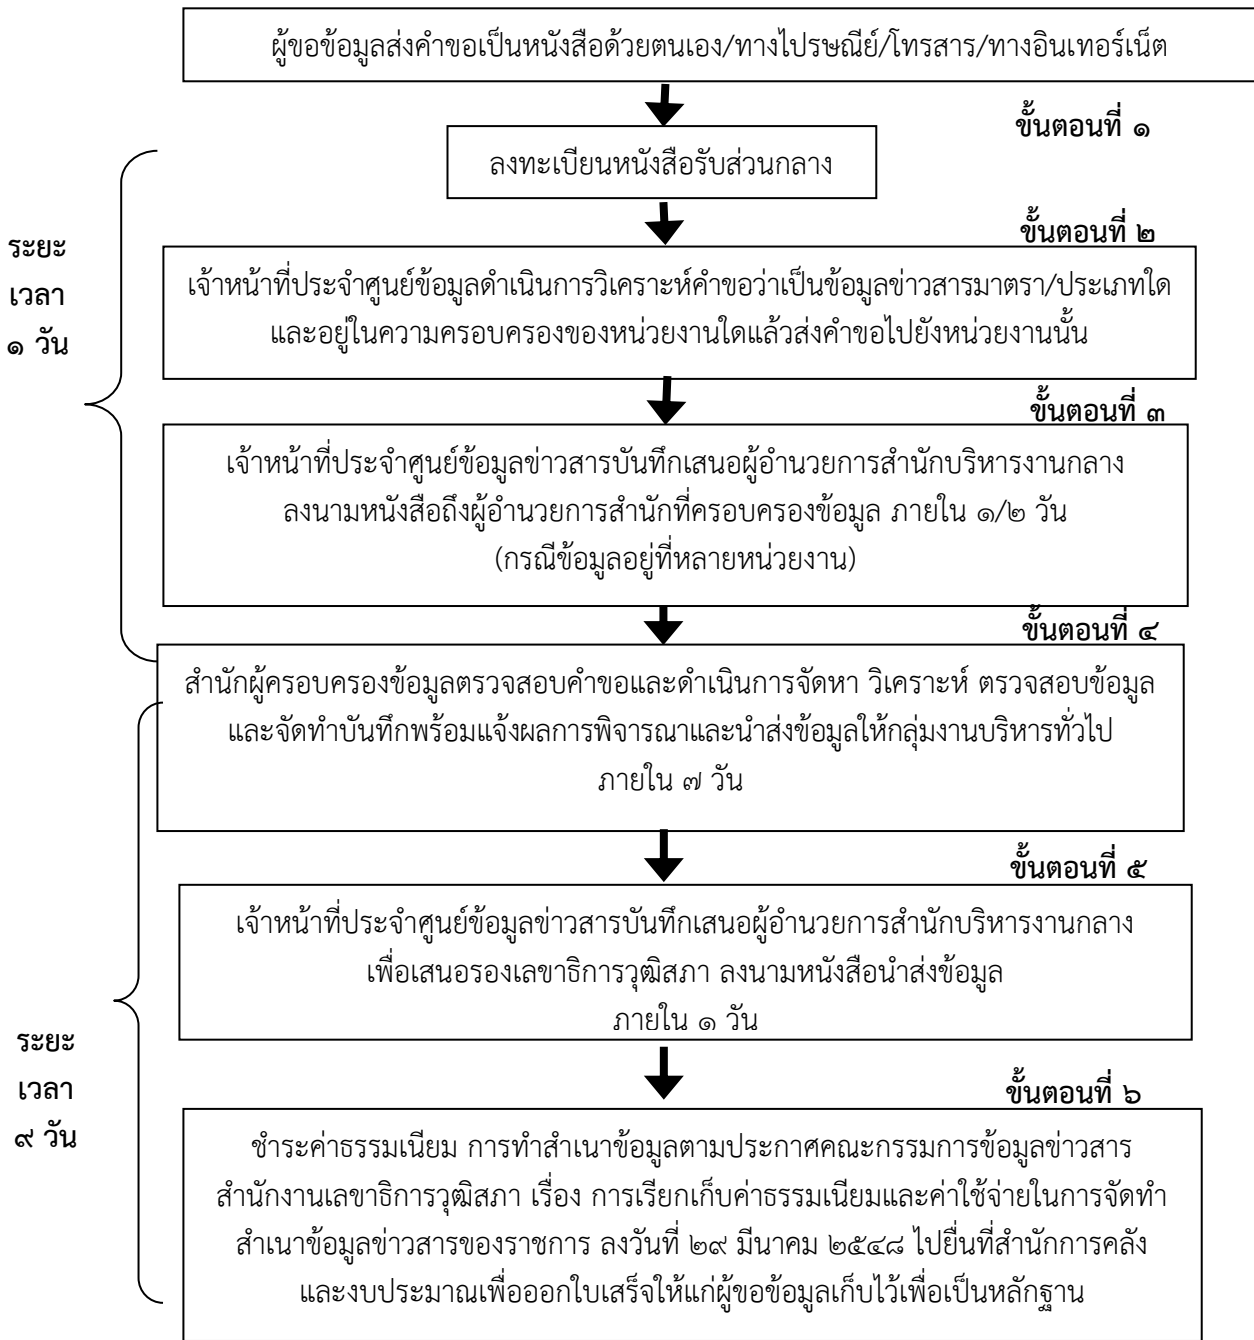 ผู้ขอข้อมูลส่งคำขอเป็นหนังสือด้วยตนเอง/ทางไปรษณีย์/โทรสาร/ทางอินเทอร์เน็ต
ขั้นตอนที่ ๑
ลงทะเบียนหนังสือรับส่วนกลาง
ขั้นตอนที่ ๒
ระยะ
เวลา
๑ วัน
เจ้าหน้าที่ประจำศูนย์ข้อมูลดำเนินการวิเคราะห์คำขอว่าเป็นข้อมูลข่าวสารมาตรา/ประเภทใด
และอยู่ในความครอบครองของหน่วยงานใดแล้วส่งคำขอไปยังหน่วยงานนั้น
ขั้นตอนที่ ๓
เจ้าหน้าที่ประจำศูนย์ข้อมูลข่าวสารบันทึกเสนอผู้อำนวยการสำนักบริหารงานกลาง
ลงนามหนังสือถึงผู้อำนวยการสำนักที่ครอบครองข้อมูล ภายใน ๑/๒ วัน
(กรณีข้อมูลอยู่ที่หลายหน่วยงาน)
ขั้นตอนที่ ๔
สำนักผู้ครอบครองข้อมูลตรวจสอบคำขอและดำเนินการจัดหา วิเคราะห์ ตรวจสอบข้อมูล
และจัดทำบันทึกพร้อมแจ้งผลการพิจารณาและนำส่งข้อมูลให้กลุ่มงานบริหารทั่วไป
ภายใน ๗ วัน
ขั้นตอนที่ ๕
เจ้าหน้าที่ประจำศูนย์ข้อมูลข่าวสารบันทึกเสนอผู้อำนวยการสำนักบริหารงานกลาง
เพื่อเสนอรองเลขาธิการวุฒิสภา ลงนามหนังสือนำส่งข้อมูล
ภายใน ๑ วัน
ระยะ
เวลา
๙ วัน
ขั้นตอนที่ ๖
ชำระค่าธรรมเนียม การทำสำเนาข้อมูลตามประกาศคณะกรรมการข้อมูลข่าวสาร
สำนักงานเลขาธิการวุฒิสภา เรื่อง การเรียกเก็บค่าธรรมเนียมและค่าใช้จ่ายในการจัดทำ
สำเนาข้อมูลข่าวสารของราชการ ลงวันที่ ๒๙ มีนาคม ๒๕๔๘ ไปยื่นที่สำนักการคลัง
และงบประมาณเพื่อออกใบเสร็จให้แก่ผู้ขอข้อมูลเก็บไว้เพื่อเป็นหลักฐาน